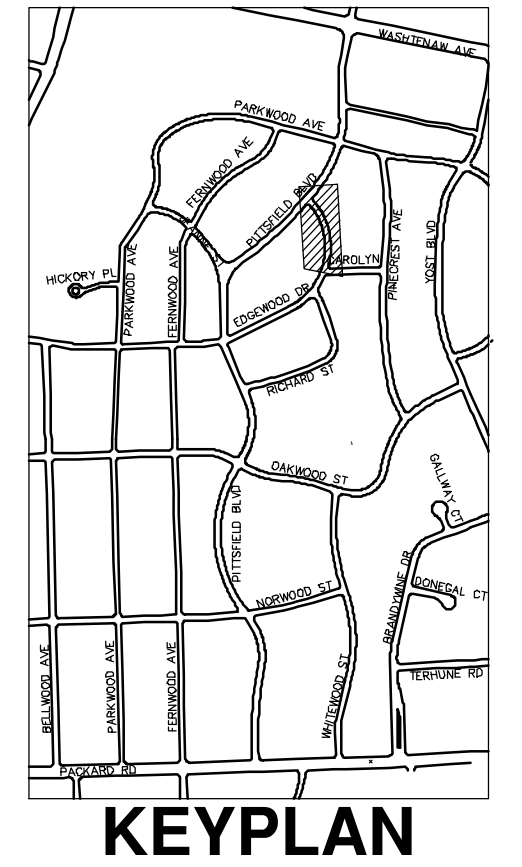 WASHTENAW AVE
PARKWOOD AVE
FERNWOOD AVE
PITTSFIELD BLVD
CAROLYN
PINECREST AVE
YOST BLVD
HICKORY PL
PARKWOOD AVE
FERNWOOD AVE
EDGEWOOD DR
RICHARD ST
OAKWOOD ST
GALLWAY CT
PITTSFIELD BLVD
NORWOOD ST
BRANDYWINE DR
DONEGAL CT
TERHUNE RD
BELLWOOD AVE
PARKWOOD AVE
FERNWOOD AVE
WHITEWOOD ST
PACKARD RD
KEYPLAN